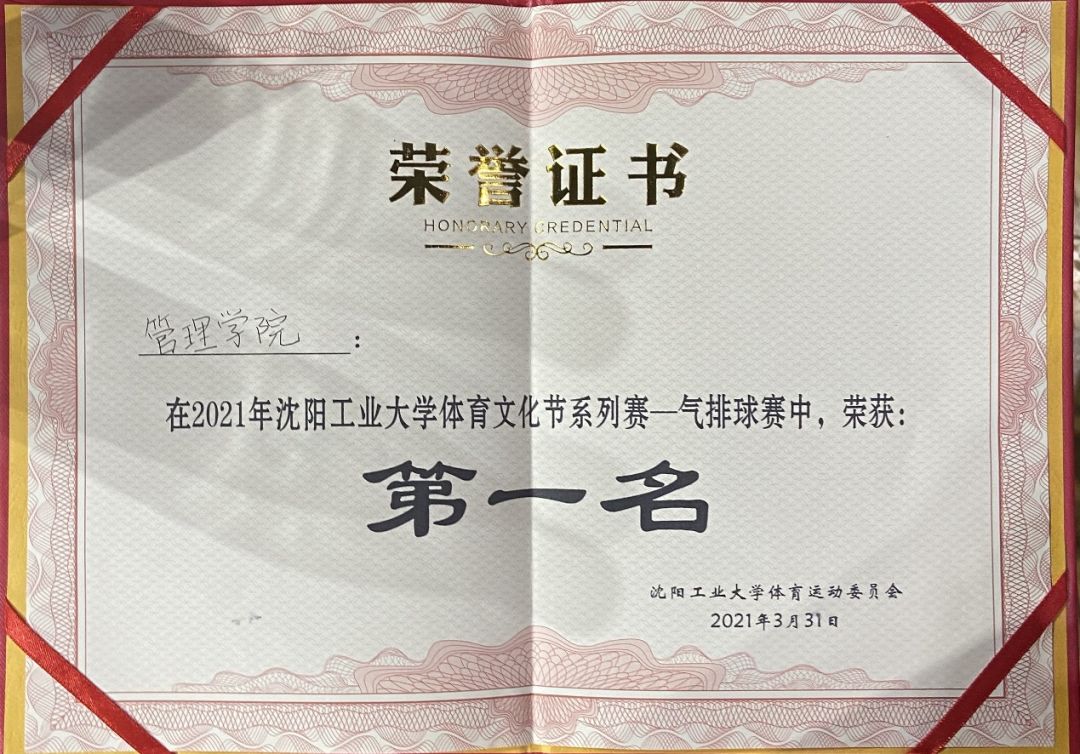 荣誉证书
HONORARY CREDENTIAL
管理学院：
在2021年沈阳工业大学体育文化节系列赛—气排球赛中，荣获：
第一名
沈阳工业大学体育运动委员会
2021年3月31日